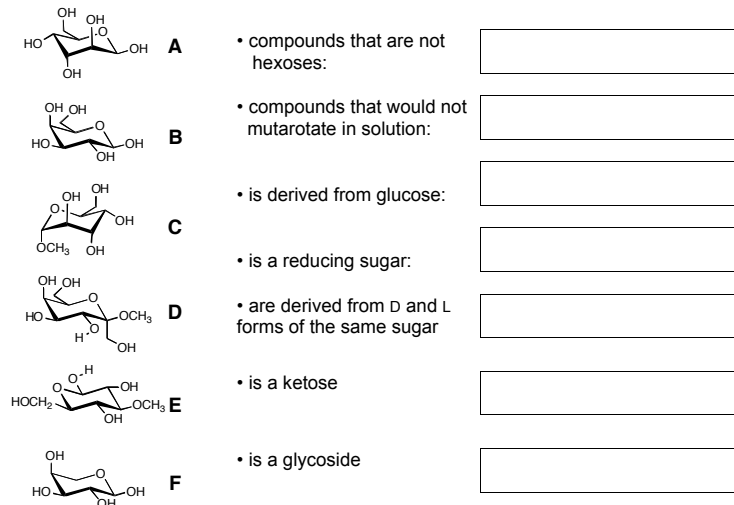 OH
OH
OH
O
HO
OH
OH
A
• compounds that are not
hexoses:
OH
OH
O
HO
OH
OH
B
• compounds that would not
mutarotate in solution:
OH
HO
O
OH
OCH3
OH
C
• is derived from glucose:
• is a reducing sugar:
OH
OH
O
HO
OCH3
O
H
OH
D
• are derived from D and L
forms of the same sugar
H
O
O
OH
HOCH2
OCH3
OH
E
• is a ketose
OH
O
HO
OH
OH
F
• is a glycoside